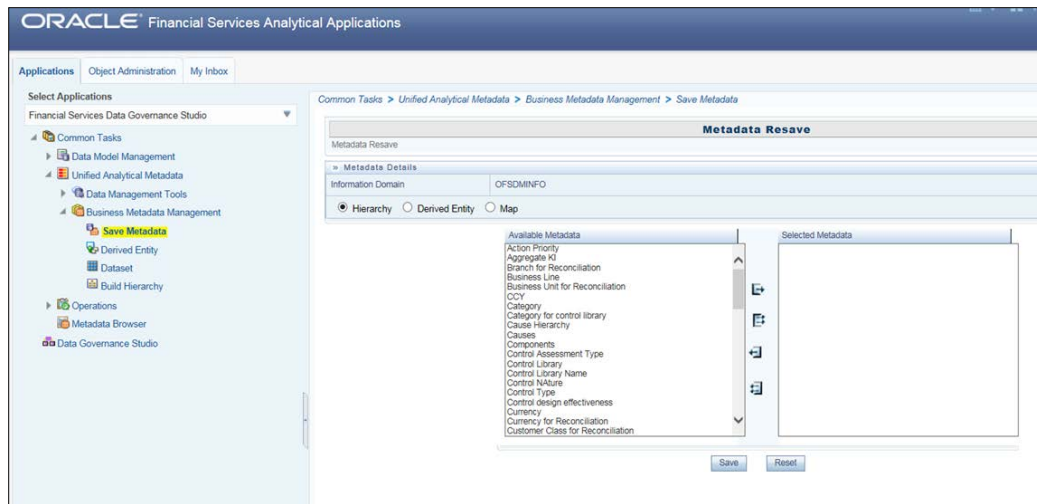 ORACLE Financial Services Analytical Applications
Applications Object Administration My Inbox
Select Applications
Financial Services Data Governance Studio
Common Tasks
Data Model Management
Unified Analytical Metadata
Data Management Tools
Business Metadata Management
Save Metadata
Derived Entity
Dataset
Build Hierarchy
Operations
Metadata Browser
Data Governance Studio
Common Tasks > Unified Analytical Metadata > Business Metadata Management > Save Metadata
Metadata Resave
Metadata Resave
» Metadata Details
Information Domain OFSDMINFO
Hierarchy Derived Entity Map
Available Metadata Selected Metadata
Action Priority
Aggregate KI
Branch for Reconciliation
Business Line
Business Unit for Reconciliation
CCY
Category
Category for control library
Cause Hierarchy
Causes
Components
Control Assessment Type
Control Library
Control Library Name
Control NAture
Control Type
Control design effectiveness
Currency
Currency for Reconciliation
Customer Class for Reconciliation
Save Reset